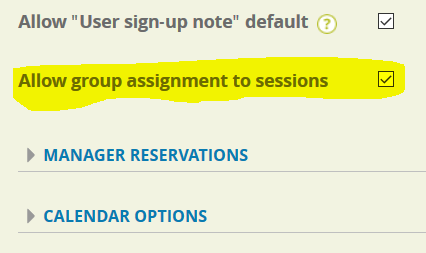 Allow "User sign-up note" default ?
Allow group assignment to sessions
MANAGER RESERVATIONS
CALENDAR OPTIONS